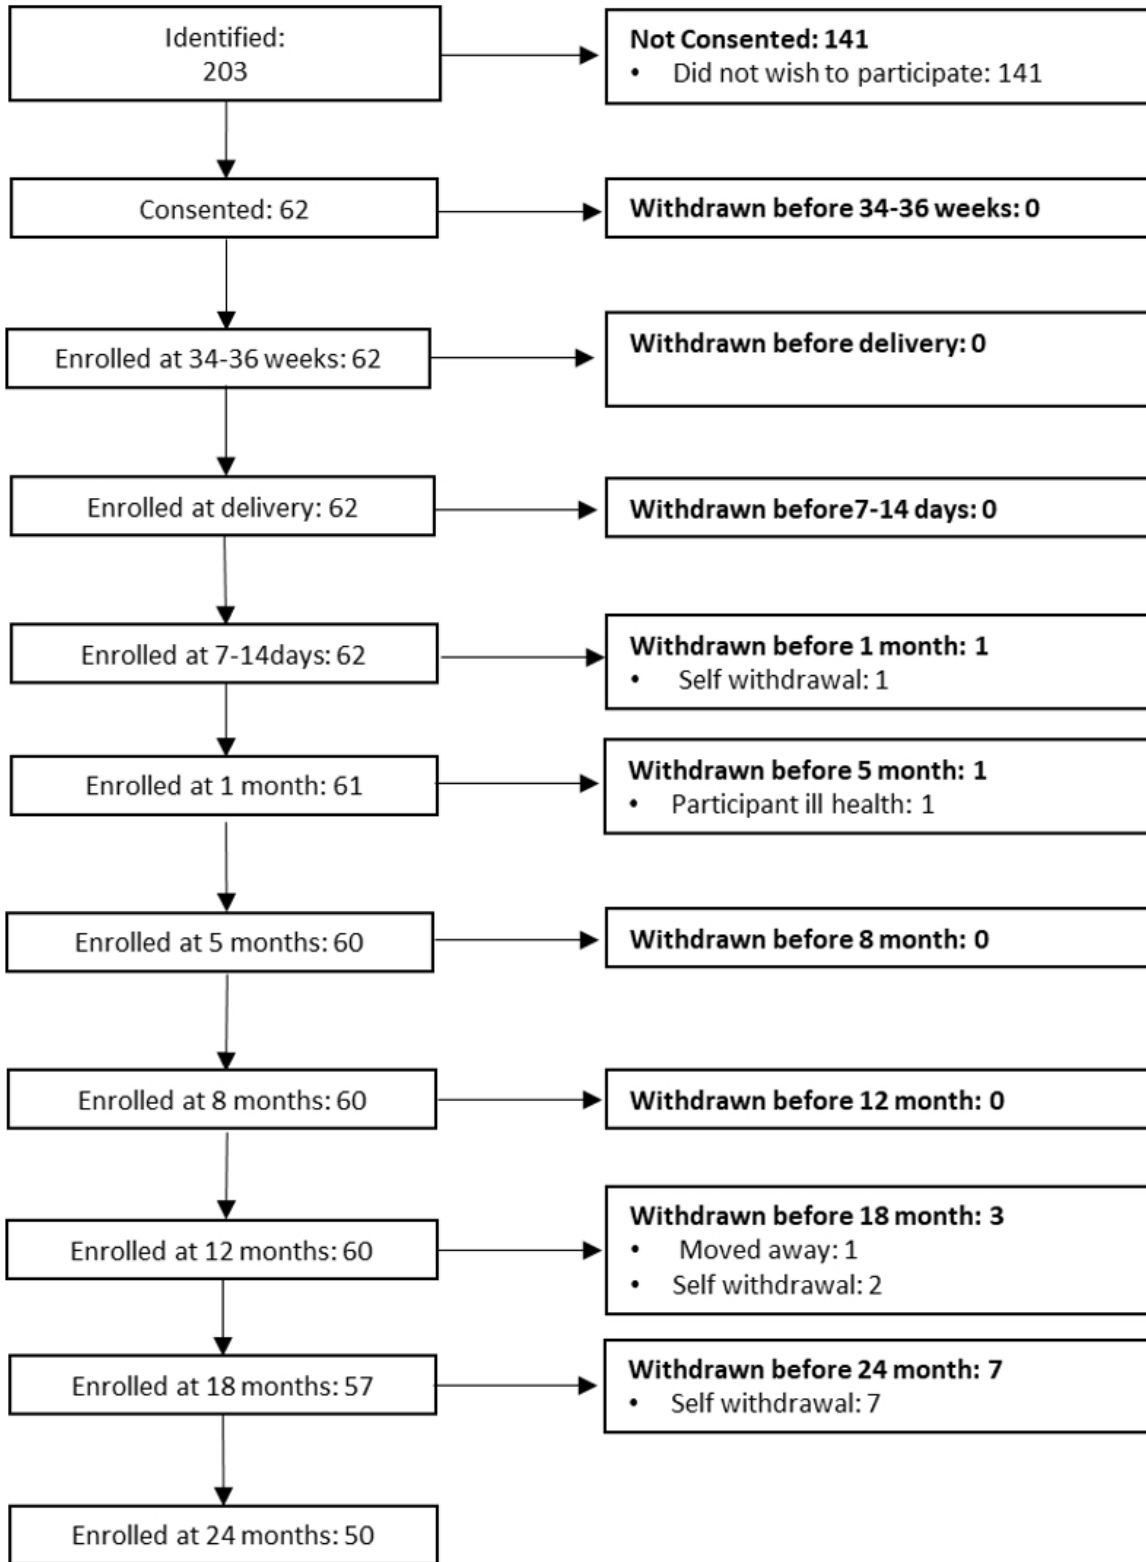 Identified:
203
Not Consented: 141
• Did not wish to participate: 141
Consented: 62
Withdrawn before 34-36 weeks: 0
Enrolled at 34-36 weeks: 62
Withdrawn before delivery: 0
Enrolled at delivery: 62
Withdrawn before7-14 days: 0
Enrolled at 7-14days: 62
Withdrawn before 1 month: 1
• Self withdrawal: 1
Enrolled at 1 month: 61
Withdrawn before 5 month: 1
• Participant ill health: 1
Enrolled at 5 months: 60
Withdrawn before 8 month: 0
Enrolled at 8 months: 60
Withdrawn before 12 month: 0
Enrolled at 12 months: 60
Withdrawn before 18 month: 3
• Moved away: 1
• Self withdrawal: 2
Enrolled at 18 months: 57
Withdrawn before 24 month: 7
• Self withdrawal: 7
Enrolled at 24 months: 50